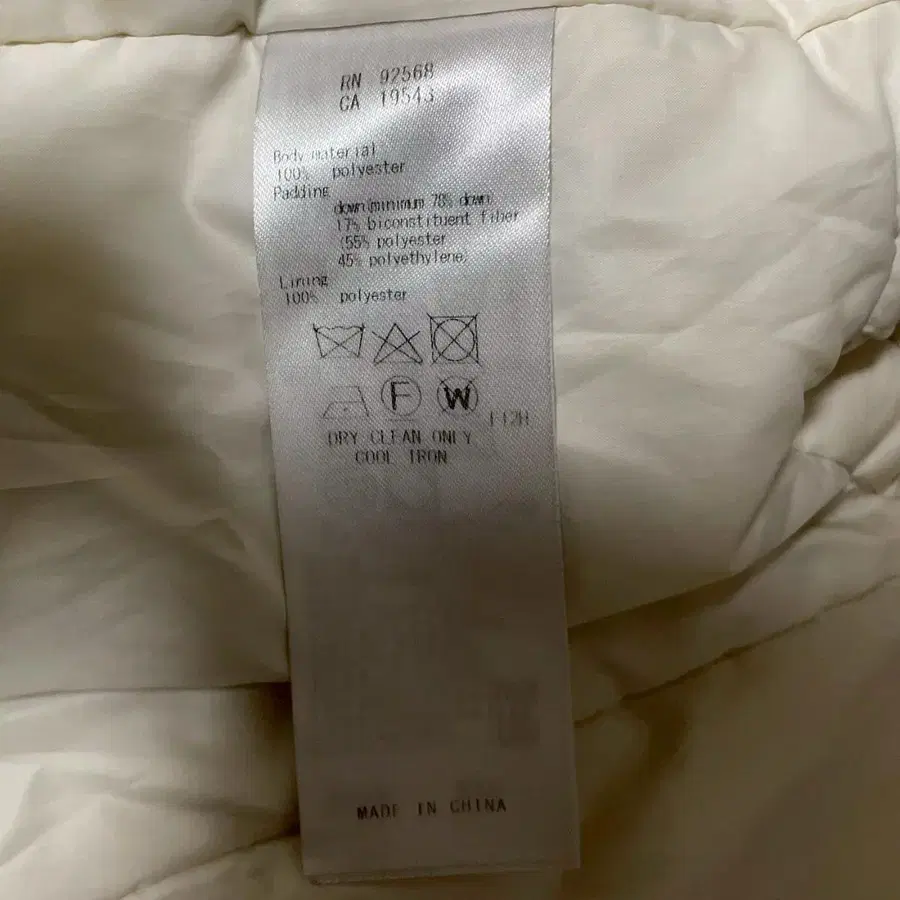 RN 92568
CA 19543
Body material
100% polyester
Padding
down(minimum 78% down)
17% biconstituent fiber
(55% polyester
45% polyethylene)
Lining
100% polyester
F W
DRY CLEAN ONLY
COOL IRON
MADE IN CHINA